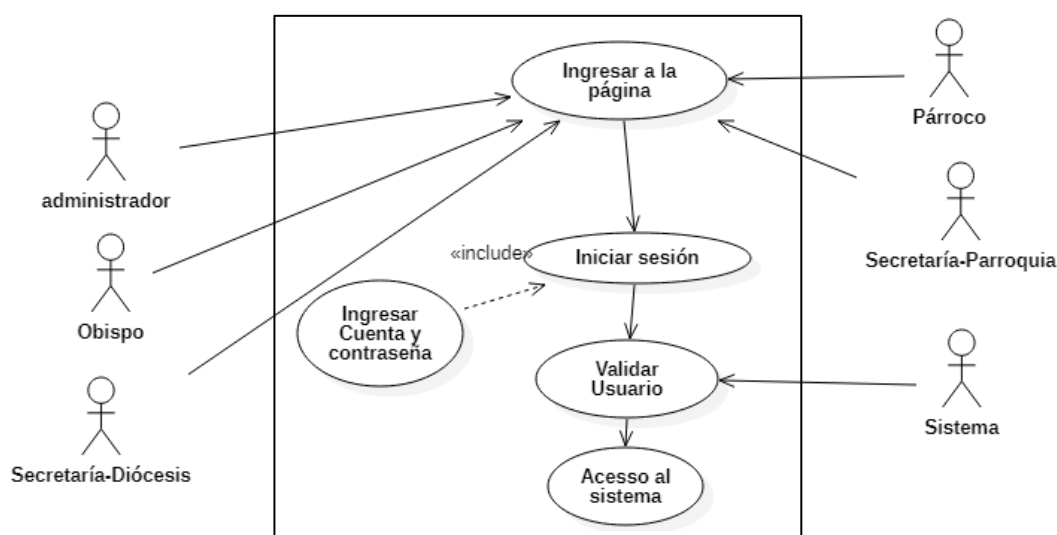 Ingresar a la
página
Párroco
administrador
Secretaría-Parroquia
«include»
Iniciar sesión
Obispo
Ingresar
Cuenta y
contraseña
Validar
Usuario
Sistema
Secretaría-Diócesis
Acesso al
sistema